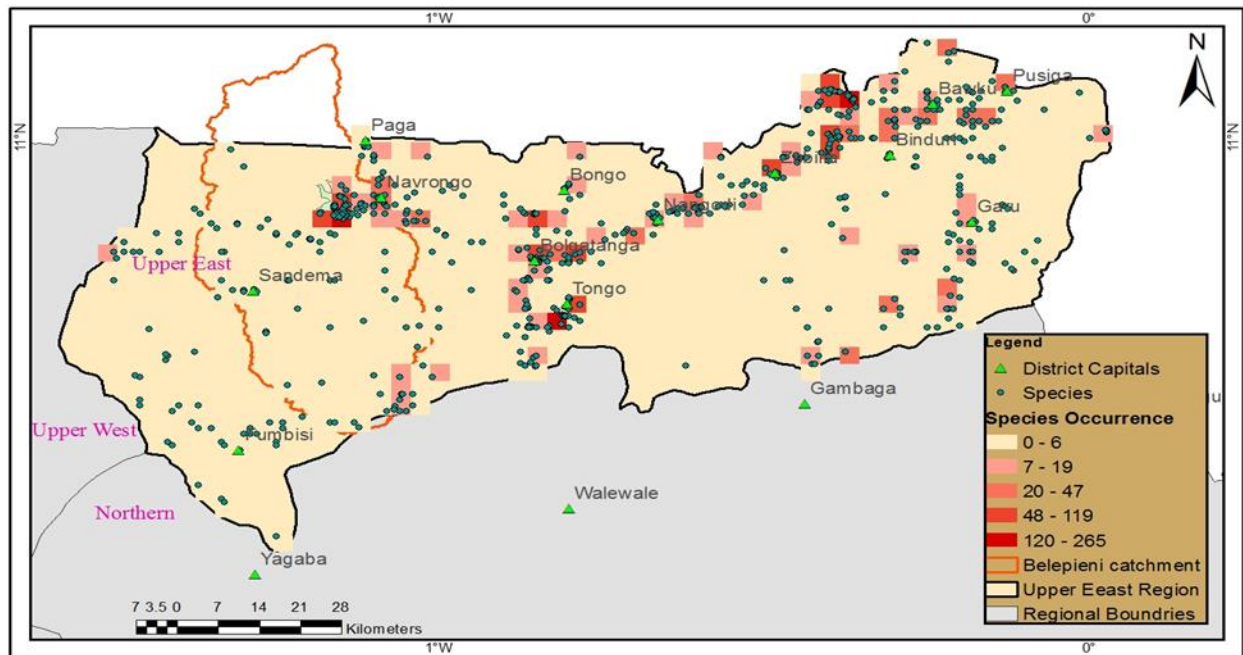 1°W
0°
N
Pusiga
Bawku
Paga
11°N
11°N
Binduri
Zebilla
Navrongo
Bongo
Nangodi
Garu
Bolgatanga
Upper East
Sandema
Tongo
Legend
District Capitals
Species
Gambaga
Species Occurrence
Upper West
Fumbisi
0 - 6
7 - 19
20 - 47
Walewale
Northern
48 - 119
120 - 265
Yagaba
Belepieni catchment
Upper Eeast Region
Regional Boundries
7 3.5 0 7 14 21 28
Kilometers
1°W
0°